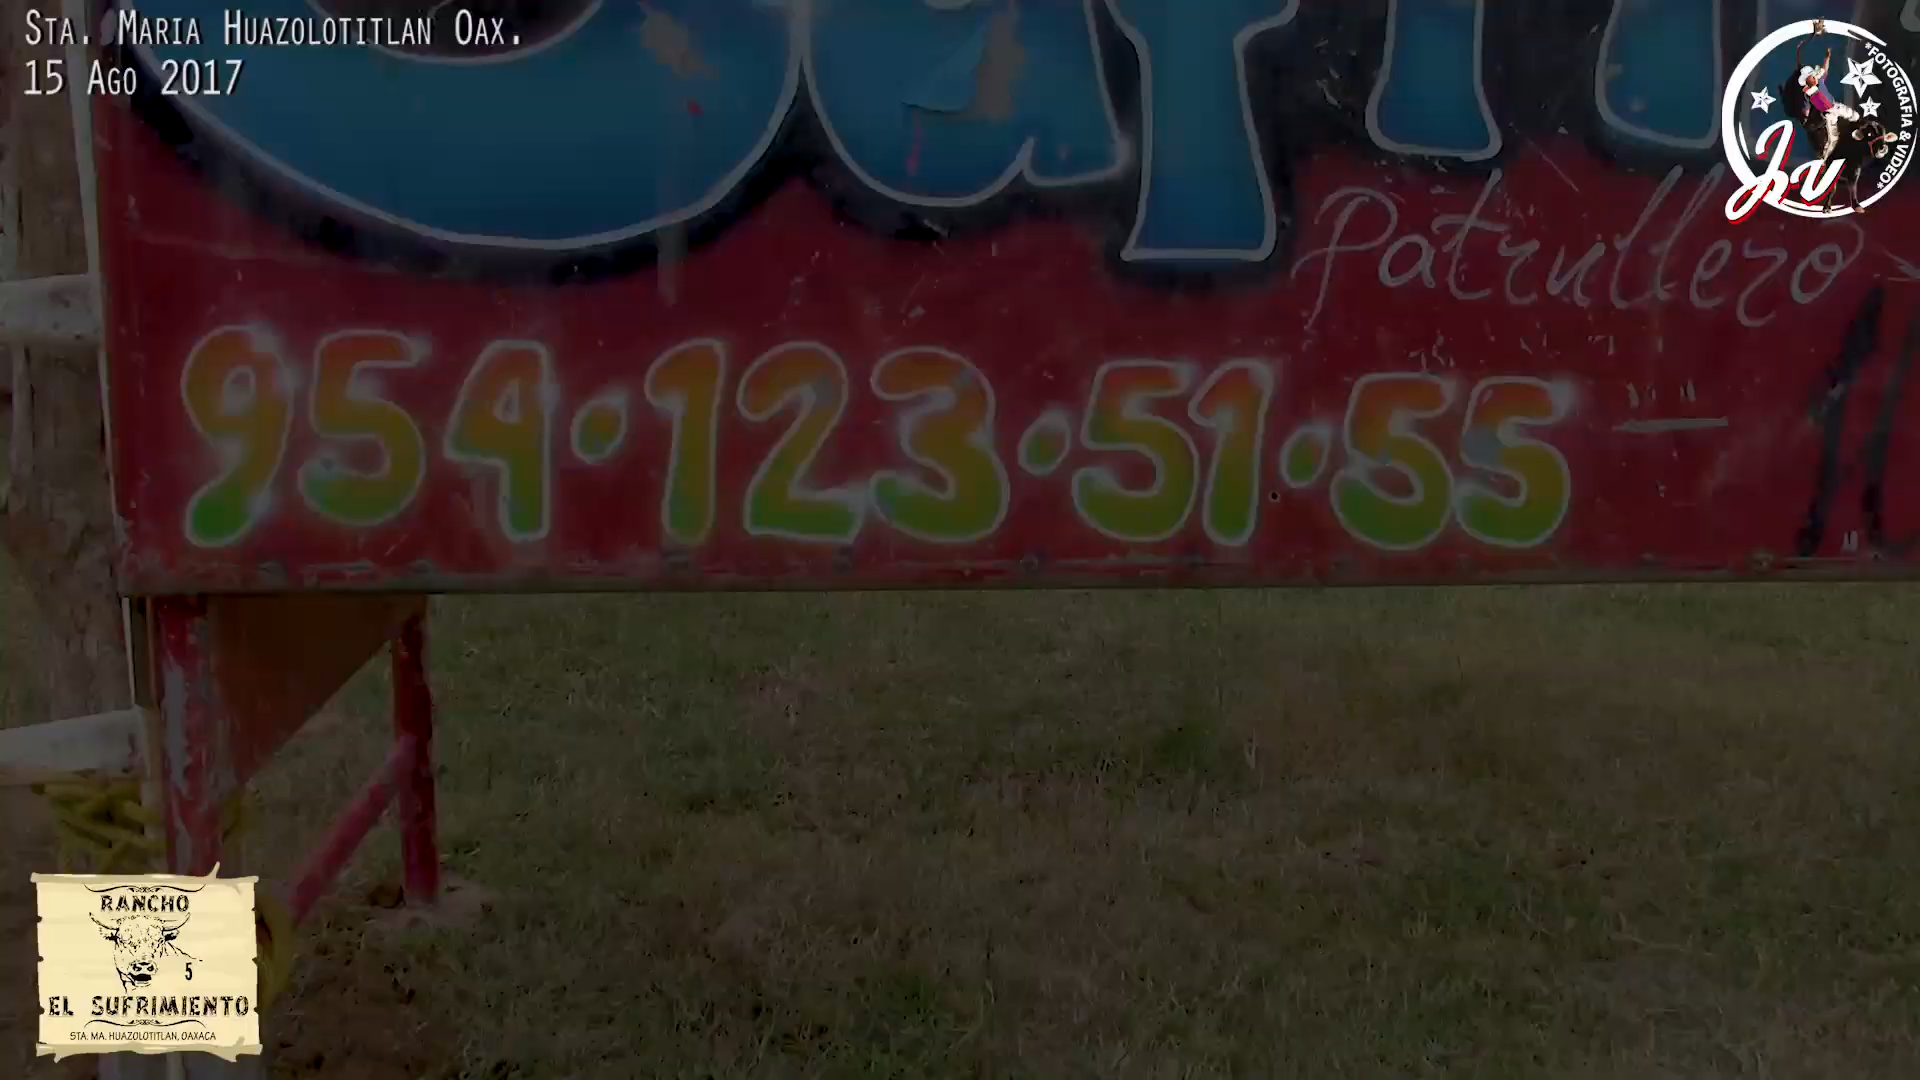 STA. MARIA HUAZOLOTITLAN OAX.
15 AGO 2017
*FOTOGRAFIA & VIDEO*
Jv
Patrullero
954·123·51·55
RANCHO
5
EL SUFRIMIENTO
STA. MA. HUAZOLOTITLAN, OAXACA